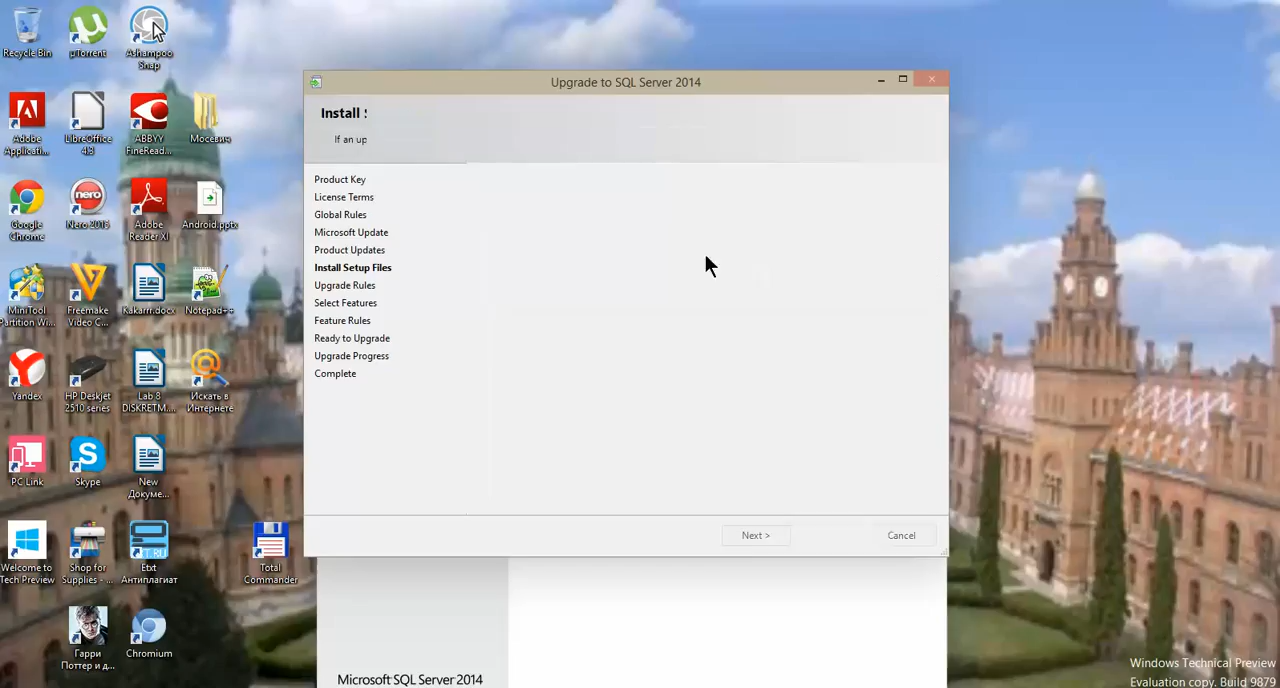 Recycle Bin
µTorrent
Ashampoo
Snap
Adobe
Applicati...
LibreOffice
4.3
ABBYY
FineRead...
Мосевич
Google
Chrome
Nero 2015
Adobe
Reader XI
Android.pptx
MiniTool
Partition Wi...
Freemake
Video C...
Kakarrr.docx
Notepad++
Yandex
HP Deskjet
2510 series
Lab 8
DISKRETM....
Искать в
Интернете
PC Link
Skype
New
Докуме...
Welcome to
Tech Preview
Shop for
Supplies - ...
Etxt
Антиплагиат
Total
Commander
Гарри
Поттер и д...
Chromium
Upgrade to SQL Server 2014
Install
If an up
Product Key
License Terms
Global Rules
Microsoft Update
Product Updates
Install Setup Files
Upgrade Rules
Select Features
Feature Rules
Ready to Upgrade
Upgrade Progress
Complete
Next >
Cancel
Microsoft SQL Server 2014
Windows Technical Preview
Evaluation copy. Build 9879